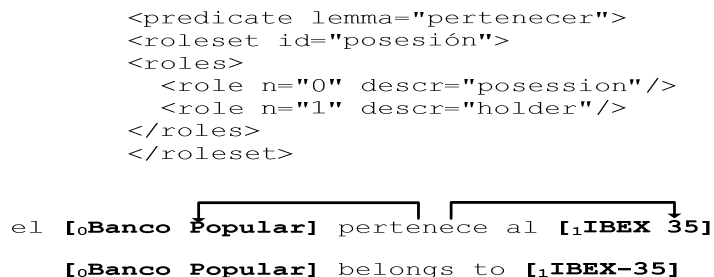 <predicate lemma="pertenecer">
<roleset id="posesión">
<roles>
<role n="0" descr="posession"/>
<role n="1" descr="holder"/>
</roles>
</roleset>
el [₀Banco Popular] pertenece al [₁IBEX 35]
[₀Banco Popular] belongs to [₁IBEX-35]